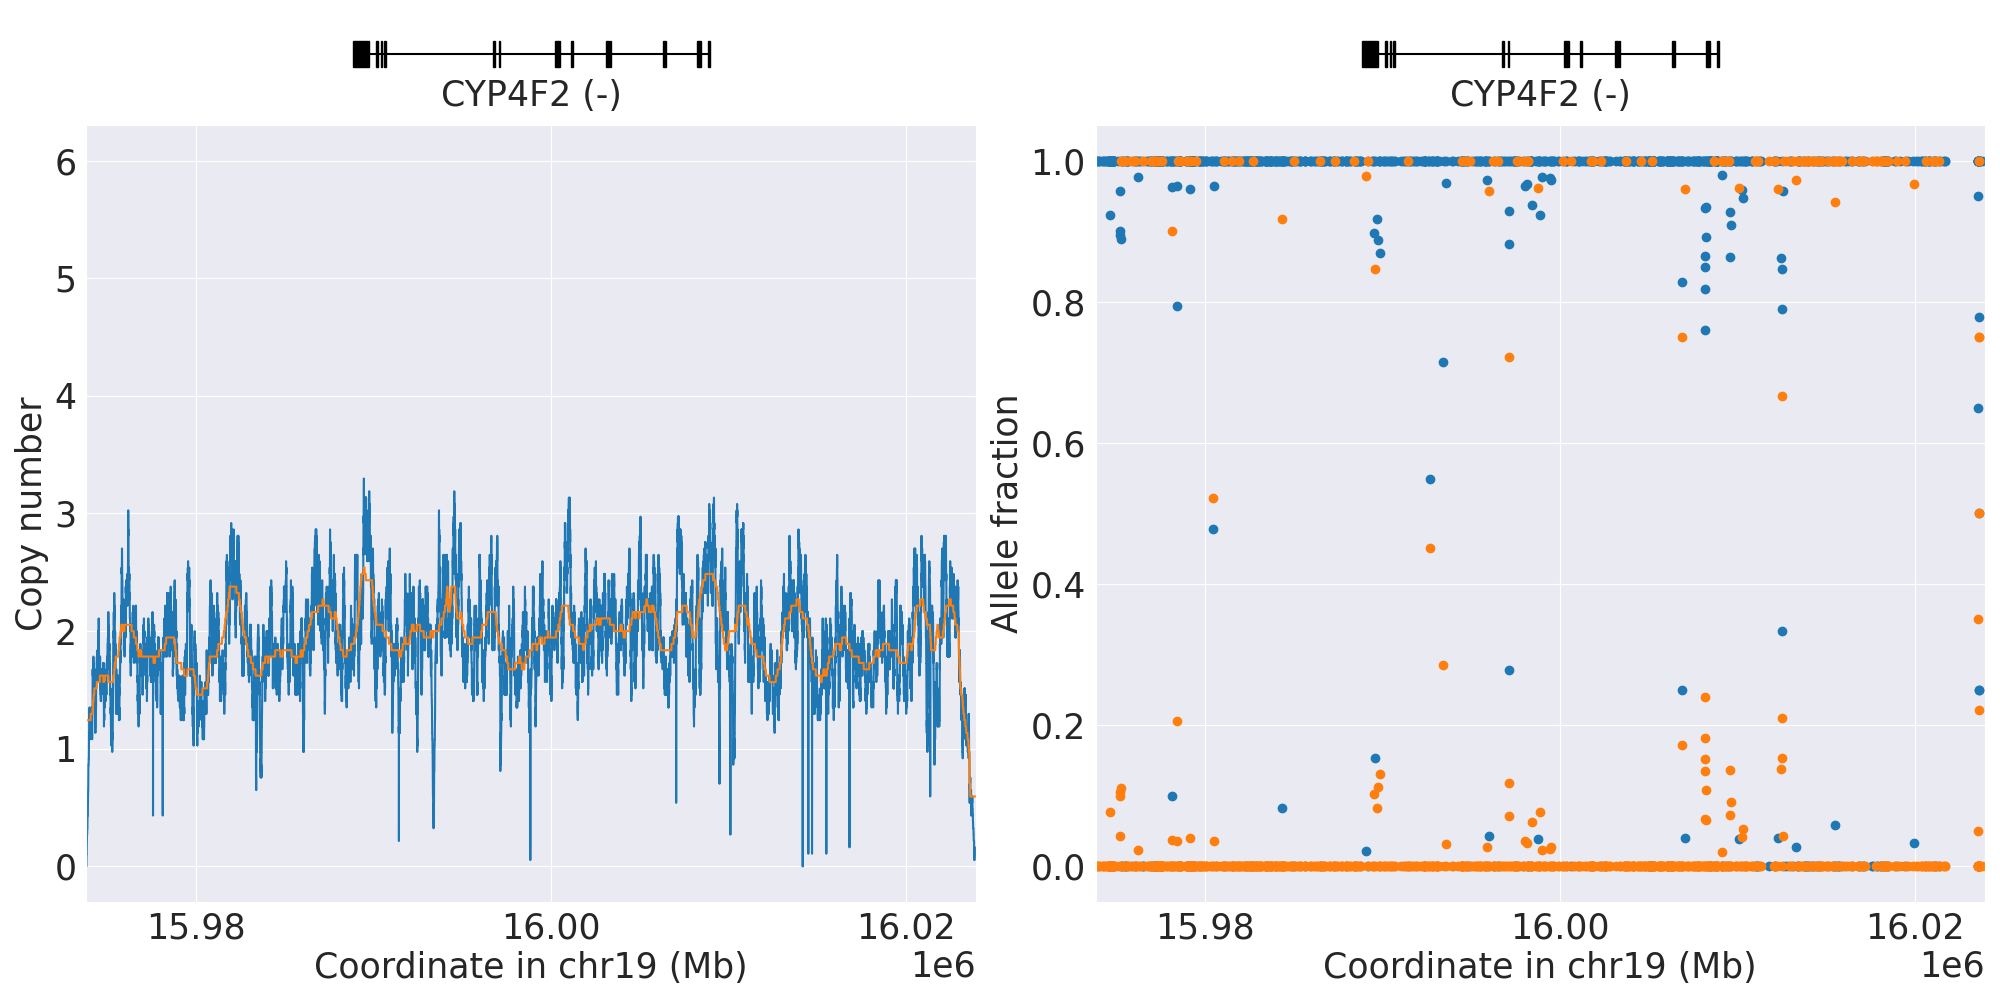 CYP4F2 (-)
6
5
4
3
2
1
0
Copy number
15.98
16.00
16.02
Coordinate in chr19 (Mb)
1e6
CYP4F2 (-)
1.0
0.8
0.6
0.4
0.2
0.0
Allele fraction
15.98
16.00
16.02
Coordinate in chr19 (Mb)
1e6